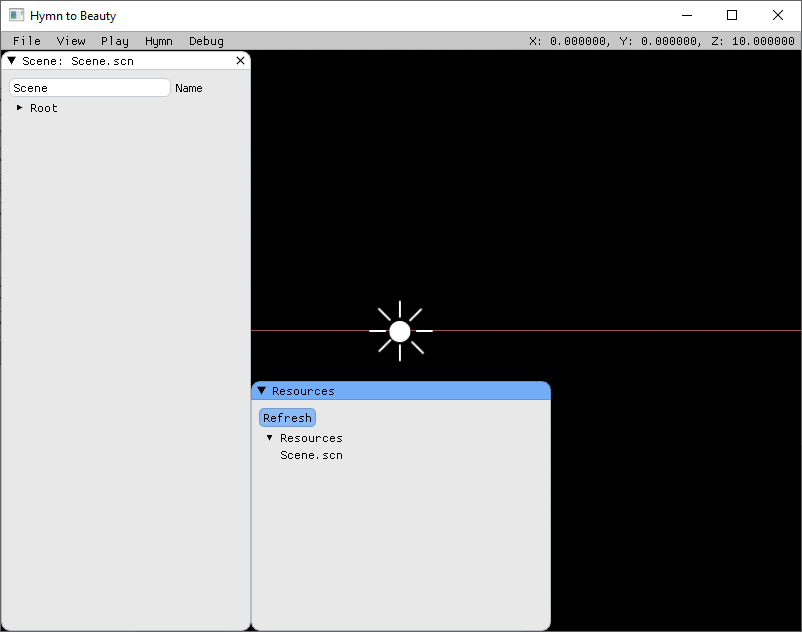 Hymn to Beauty
File View Play Hymn Debug X: 0.000000, Y: 0.000000, Z: 10.000000
Scene: Scene.scn
Scene Name
Root
Resources
Refresh
Resources
Scene.scn